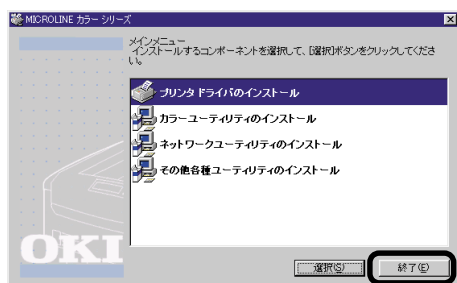 MICROLINE カラー シリーズ
メインメニュー
インストールするコンポーネントを選択して、[選択]ボタンをクリックしてくださ
い。
プリンタ ドライバのインストール
カラーユーティリティのインストール
ネットワークユーティリティのインストール
その他各種ユーティリティのインストール
OKI
選択(S)
終了(E)